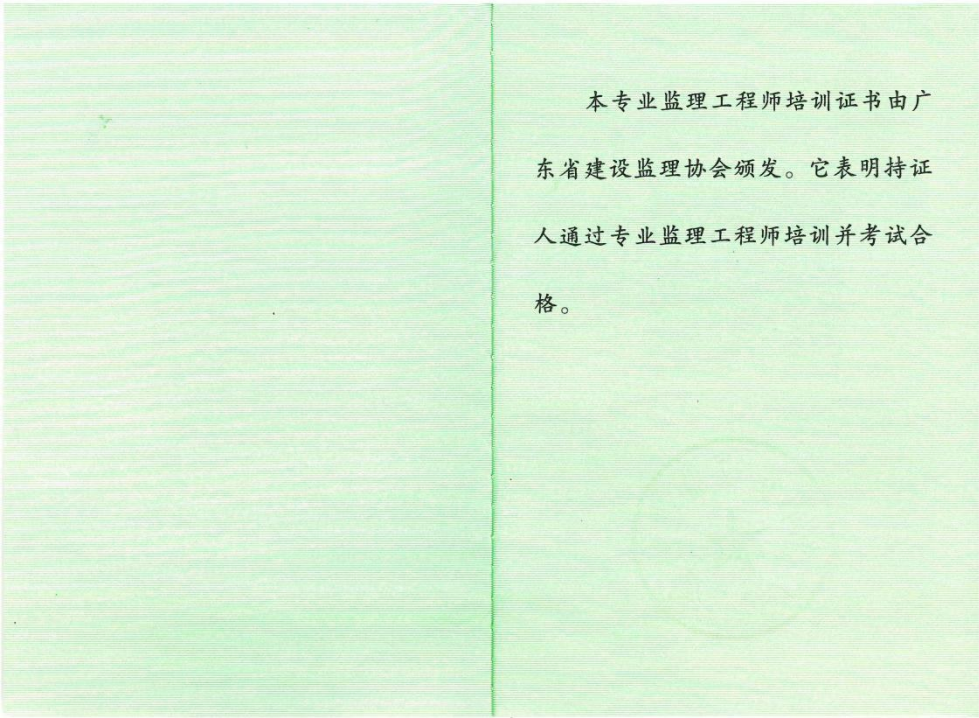 本专业监理工程师培训证书由广
东省建设监理协会颁发。它表明持证
人通过专业监理工程师培训并考试合
格。